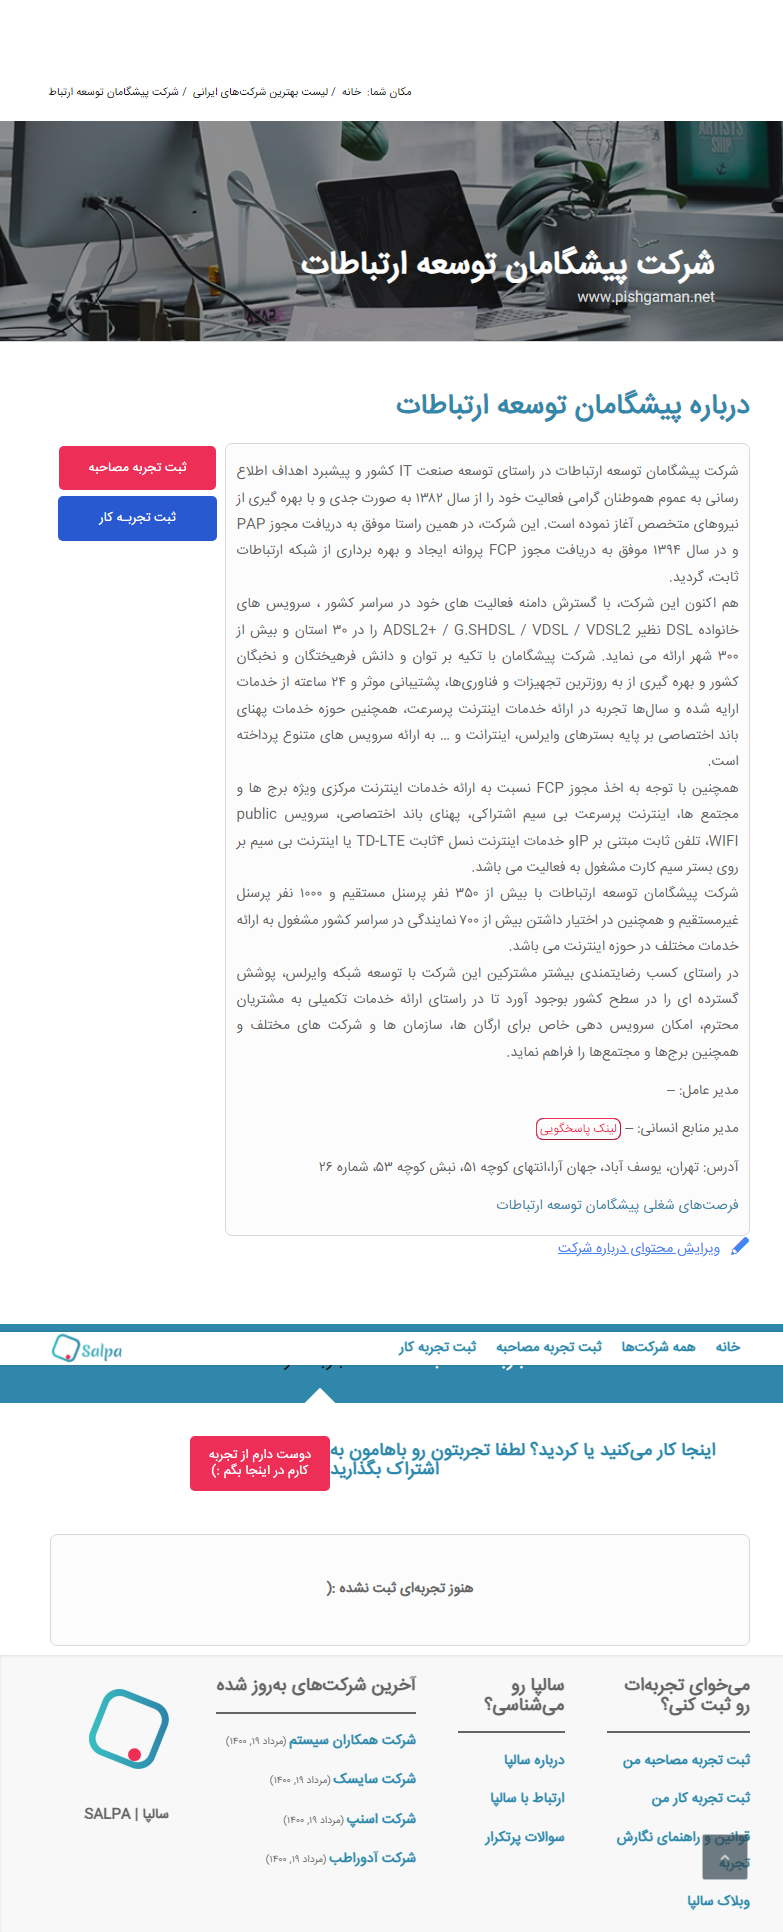 مکان شما: خانه / لیست بهترین شرکت‌های ایرانی / شرکت پیشگامان توسعه ارتباط
ARTISTS
SHIP
شرکت پیشگامان توسعه ارتباطات
www.pishgaman.net
درباره پیشگامان توسعه ارتباطات
ثبت تجربه مصاحبه
ثبت تجربـه کار
شرکت پیشگامان توسعه ارتباطات در راستای توسعه صنعت IT کشور و پیشبرد اهداف اطلاع
رسانی به عموم هموطنان گرامی فعالیت خود را از سال ۱۳۸۲ به صورت جدی و با بهره گیری از
نیروهای متخصص آغاز نموده است. این شرکت، در همین راستا موفق به دریافت مجوز PAP
و در سال ۱۳۹۴ موفق به دریافت مجوز FCP پروانه ایجاد و بهره برداری از شبکه ارتباطات
ثابت، گردید.
هم اکنون این شرکت، با گسترش دامنه فعالیت های خود در سراسر کشور ، سرویس های
خانواده DSL نظیر ADSL2+ / G.SHDSL / VDSL / VDSL2 را در ۳۰ استان و بیش از
۳۰۰ شهر ارائه می نماید. شرکت پیشگامان با تکیه بر توان و دانش فرهیختگان و نخبگان
کشور و بهره گیری از به روزترین تجهیزات و فناوری‌ها، پشتیبانی موثر و ۲۴ ساعته از خدمات
ارایه شده و سال‌ها تجربه در ارائه خدمات اینترنت پرسرعت، همچنین حوزه خدمات پهنای
باند اختصاصی بر پایه بسترهای وایرلس، اینترانت و … به ارائه سرویس های متنوع پرداخته
است.
همچنین با توجه به اخذ مجوز FCP نسبت به ارائه خدمات اینترنت مرکزی ویژه برج ها و
مجتمع ها، اینترنت پرسرعت بی سیم اشتراکی، پهنای باند اختصاصی، سرویس public
WIFI، تلفن ثابت مبتنی بر IPو خدمات اینترنت نسل ۴ثابت TD-LTE یا اینترنت بی سیم بر
روی بستر سیم کارت مشغول به فعالیت می باشد.
شرکت پیشگامان توسعه ارتباطات با بیش از ۳۵۰ نفر پرسنل مستقیم و ۱۰۰۰ نفر پرسنل
غیرمستقیم و همچنین در اختیار داشتن بیش از ۷۰۰ نمایندگی در سراسر کشور مشغول به ارائه
خدمات مختلف در حوزه اینترنت می باشد.
در راستای کسب رضایتمندی بیشتر مشترکین این شرکت با توسعه شبکه وایرلس، پوشش
گسترده ای را در سطح کشور بوجود آورد تا در راستای ارائه خدمات تکمیلی به مشتریان
محترم، امکان سرویس دهی خاص برای ارگان ها، سازمان ها و شرکت های مختلف و
همچنین برج‌ها و مجتمع‌ها را فراهم نماید.
مدیر عامل: –
مدیر منابع انسانی: – لینک پاسخگویی
آدرس: تهران، یوسف آباد، جهان آرا،انتهای کوچه ۵۱، نبش کوچه ۵۳، شماره ۲۶
فرصت‌های شغلی پیشگامان توسعه ارتباطات
ویرایش محتوای درباره شرکت
خانه همه شرکت‌ها ثبت تجربه مصاحبه ثبت تجربه کار Salpa
اینجا کار می‌کنید یا کردید؟ لطفا تجربتون رو باهامون به
اشتراک بگذارید
دوست دارم از تجربه
کارم در اینجا بگم :)
هنوز تجربه‌ای ثبت نشده :(
می‌خوای تجربه‌ات
رو ثبت کنی؟
ثبت تجربه مصاحبه من
ثبت تجربه کار من
قوانین و راهنمای نگارش
تجربه
وبلاگ سالپا
سالپا رو
می‌شناسی؟
درباره سالپا
ارتباط با سالپا
سوالات پرتکرار
آخرین شرکت‌های به‌روز شده
شرکت همکاران سیستم (مرداد ۱۹, ۱۴۰۰)
شرکت سایسک (مرداد ۱۹, ۱۴۰۰)
شرکت اسنپ (مرداد ۱۹, ۱۴۰۰)
شرکت آدوراطب (مرداد ۱۹, ۱۴۰۰)
سالپا | SALPA